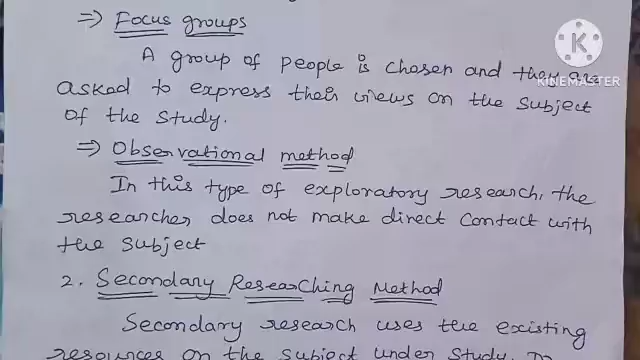 ⇒ Focus groups
A group of people is chosen and they are
KINEMASTER
asked to express their views on the subject
of the study.
⇒ Observational method
In this type of exploratory research, the
researcher does not make direct contact with
the subject
2. Secondary Researching Method
Secondary research uses the existing
resources on the subject under study. In